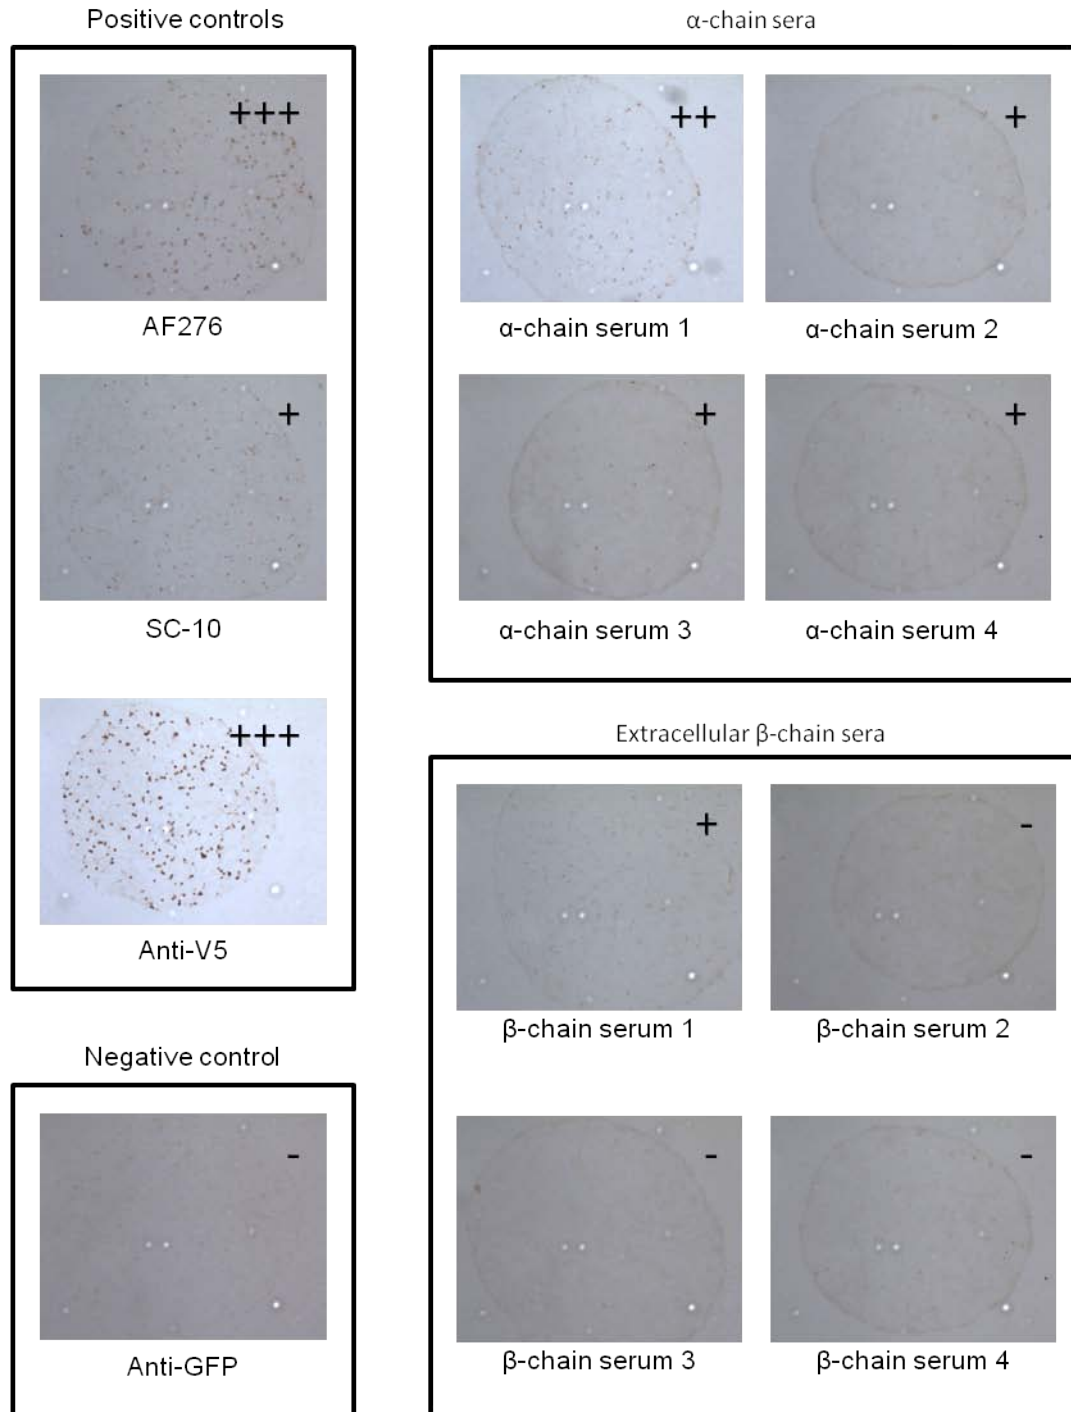 Positive controls
+++
AF276
+
SC-10
+++
Anti-V5
Negative control
-
Anti-GFP
α-chain sera
++
α-chain serum 1
+
α-chain serum 2
+
α-chain serum 3
+
α-chain serum 4
Extracellular β-chain sera
+
β-chain serum 1
-
β-chain serum 2
-
β-chain serum 3
-
β-chain serum 4